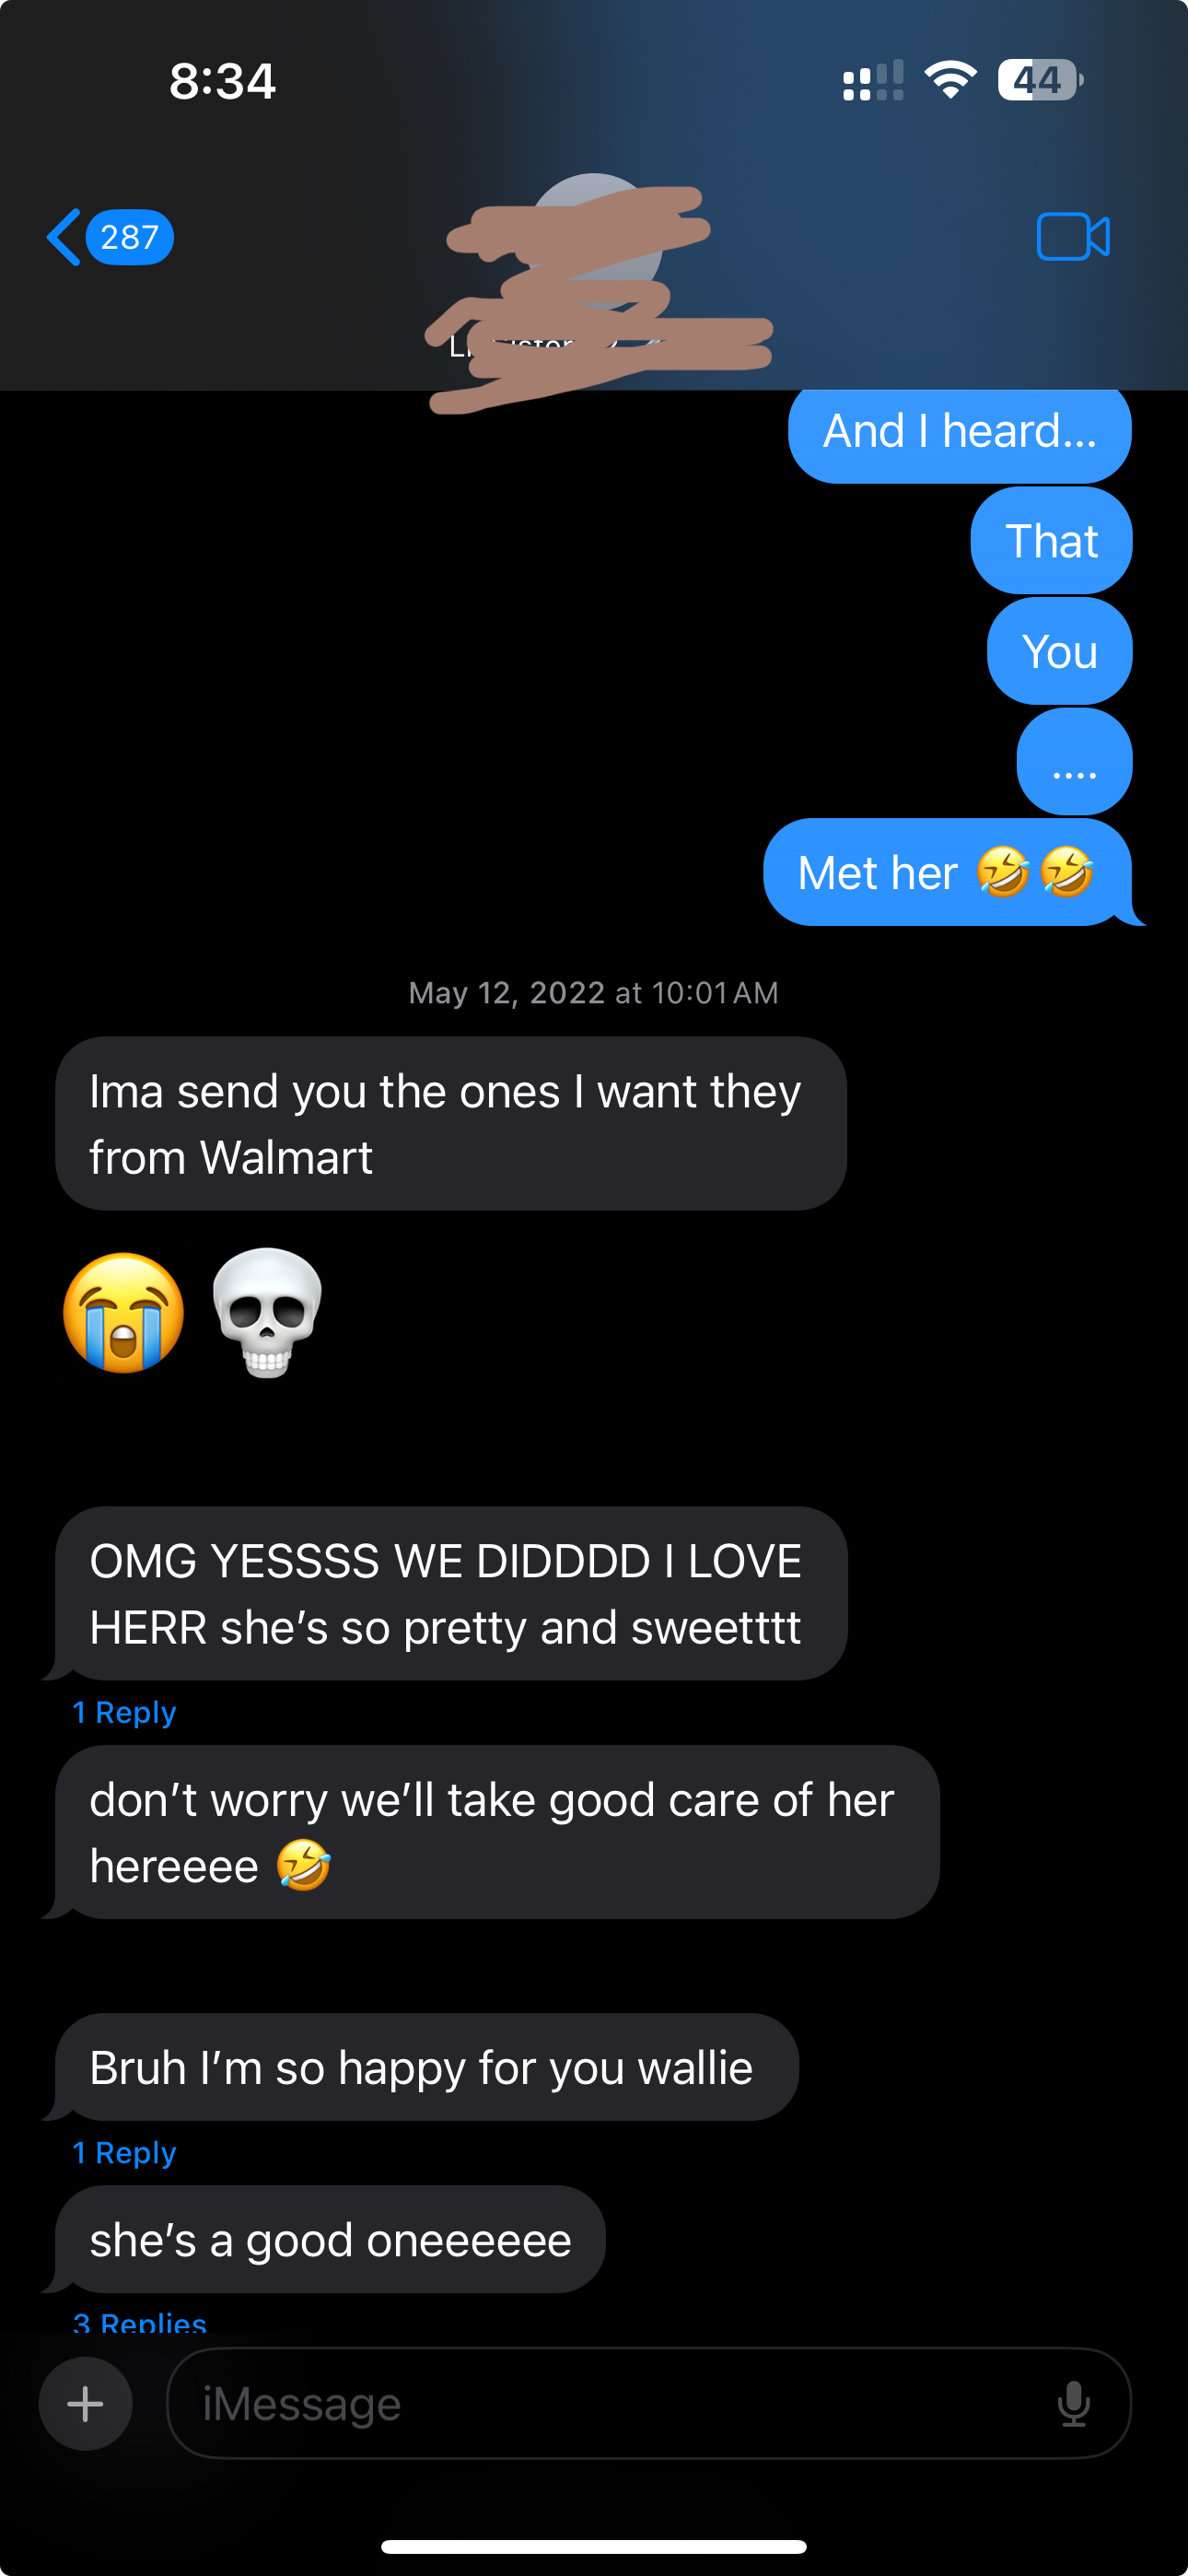 8:34
44
287
And I heard...
That
You
....
Met her 🤣🤣
May 12, 2022 at 10:01 AM
Ima send you the ones I want they
from Walmart
😭💀
OMG YESSSS WE DIDDDD I LOVE
HERR she's so pretty and sweetttt
1 Reply
don't worry we'll take good care of her
hereeee 🤣
Bruh I'm so happy for you wallie
1 Reply
she's a good oneeeeee
3 Replies
iMessage